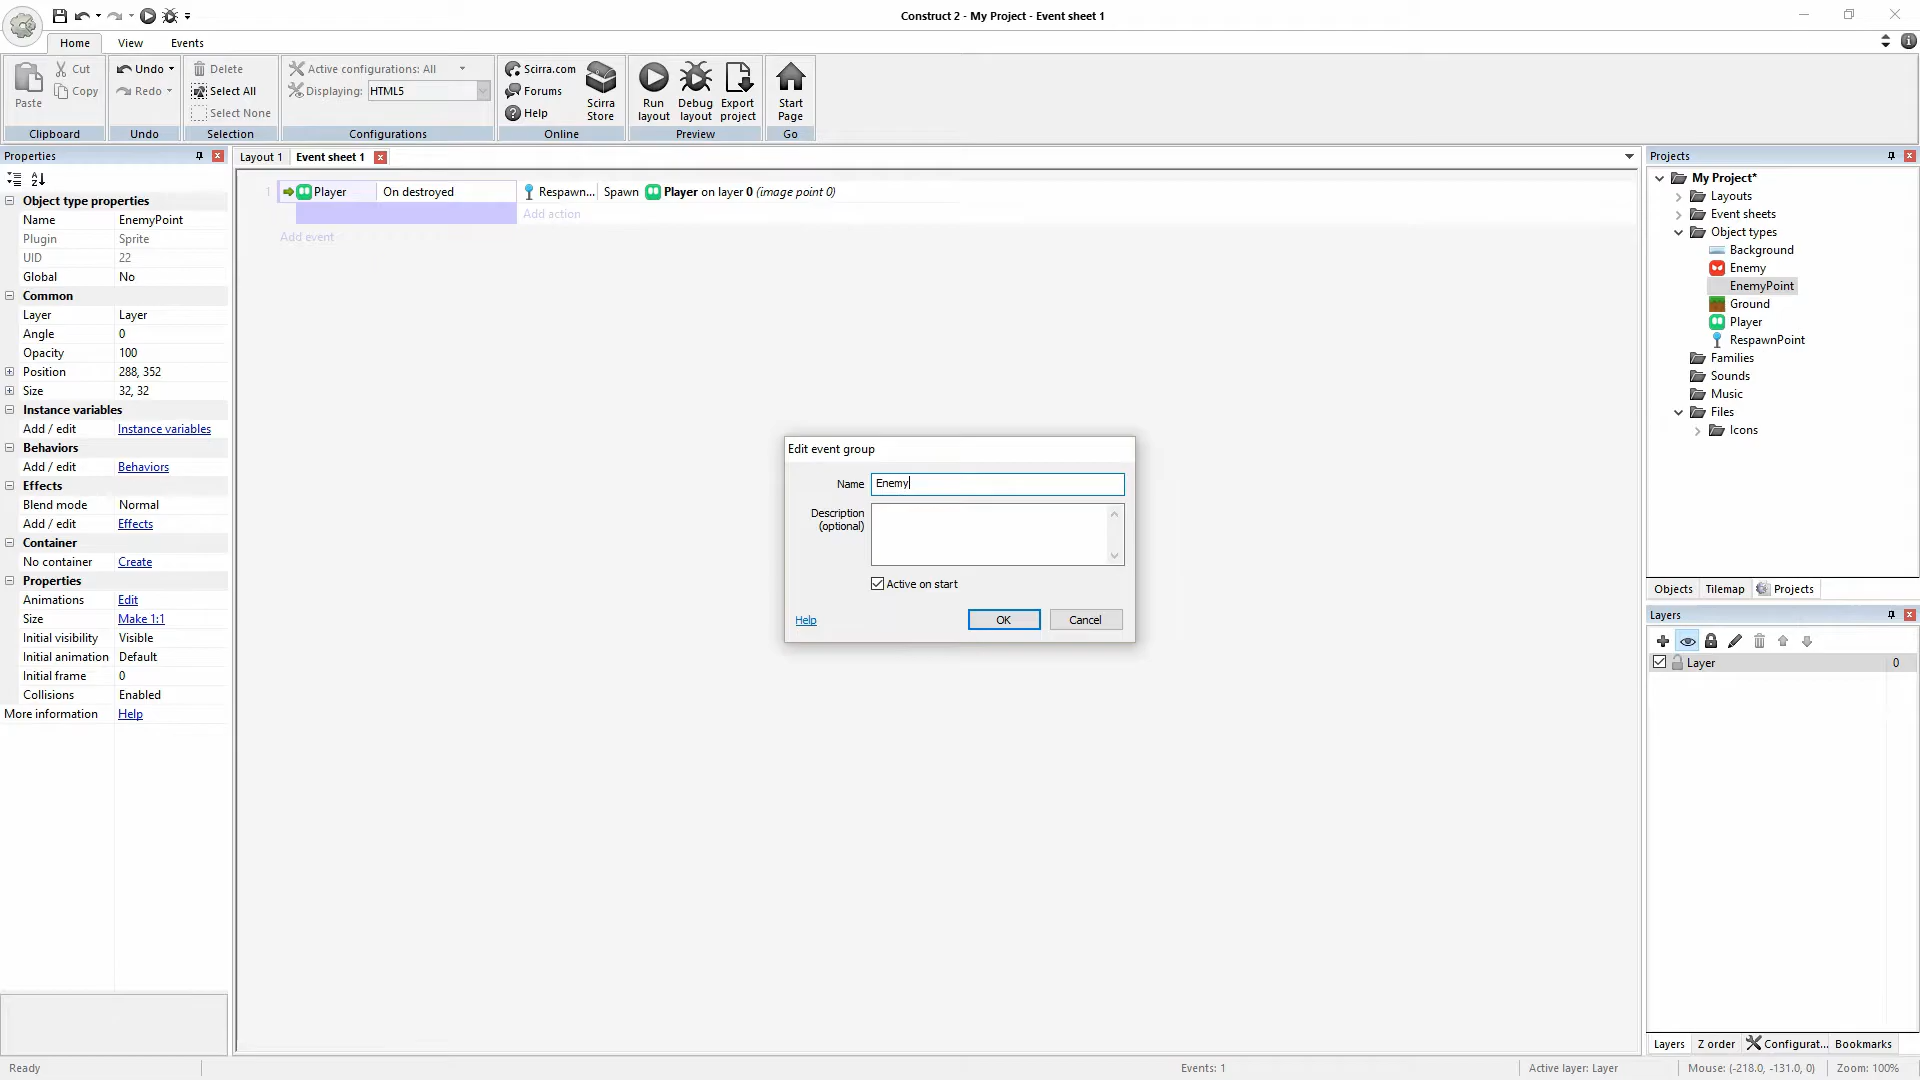 Construct 2 - My Project - Event sheet 1
Home View Events
Paste
Cut
Copy
Clipboard
Undo
Redo
Undo
Delete
Select All
Select None
Selection
Active configurations: All
Displaying: HTML5
Configurations
Scirra.com
Forums
Help
Scirra Store
Online
Run layout
Debug layout
Export project
Preview
Start Page
Go
Properties
Object type properties
Name EnemyPoint
Plugin Sprite
UID 22
Global No
Common
Layer Layer
Angle 0
Opacity 100
Position 288, 352
Size 32, 32
Instance variables
Add / edit Instance variables
Behaviors
Add / edit Behaviors
Effects
Blend mode Normal
Add / edit Effects
Container
No container Create
Properties
Animations Edit
Size Make 1:1
Initial visibility Visible
Initial animation Default
Initial frame 0
Collisions Enabled
More information Help
Layout 1 Event sheet 1
1 Player On destroyed Respawn... Spawn Player on layer 0 (image point 0)
Add action
Add event
Edit event group
Name Enemy
Description (optional)
Active on start
Help OK Cancel
Projects
My Project*
Layouts
Event sheets
Object types
Background
Enemy
EnemyPoint
Ground
Player
RespawnPoint
Families
Sounds
Music
Files
Icons
Objects Tilemap Projects
Layers
Layer 0
Layers Z order Configurat... Bookmarks
Ready Events: 1 Active layer: Layer Mouse: (-218.0, -131.0, 0) Zoom: 100%